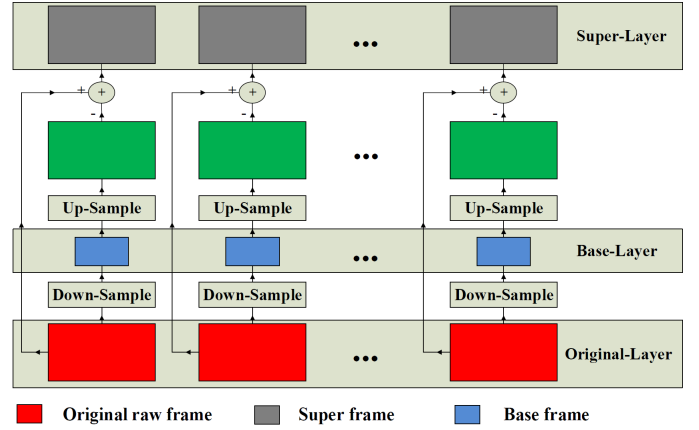 Super-Layer
•••
+ + + + + +
- - -
•••
Up-Sample Up-Sample Up-Sample
Base-Layer
•••
Down-Sample Down-Sample Down-Sample
•••
Original-Layer
Original raw frame Super frame Base frame